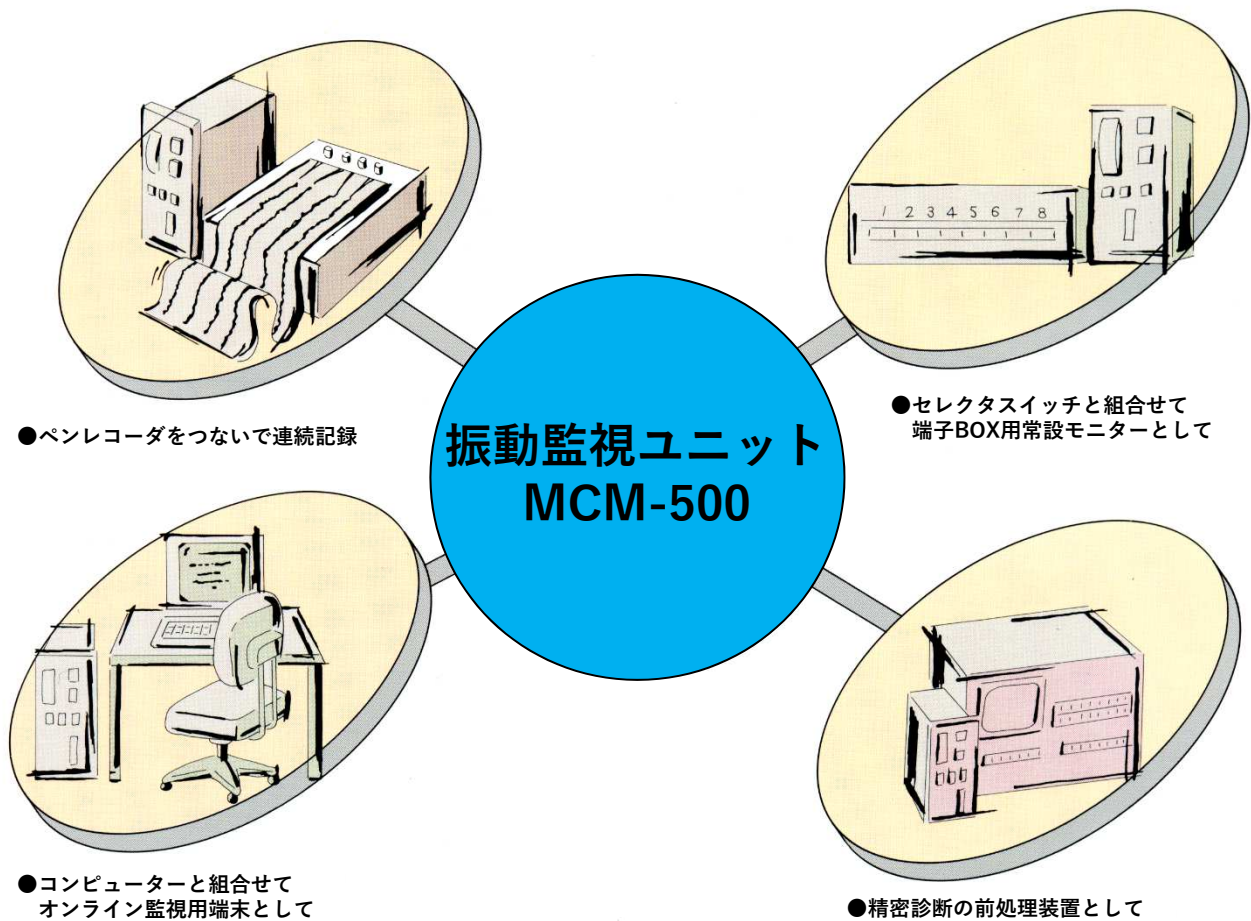 1 2 3 4 5 6 7 8
●ペンレコーダをつないで連続記録
●セレクタスイッチと組合せて
端子BOX用常設モニターとして
振動監視ユニット
MCM-500
●コンピューターと組合せて
オンライン監視用端末として
●精密診断の前処理装置として